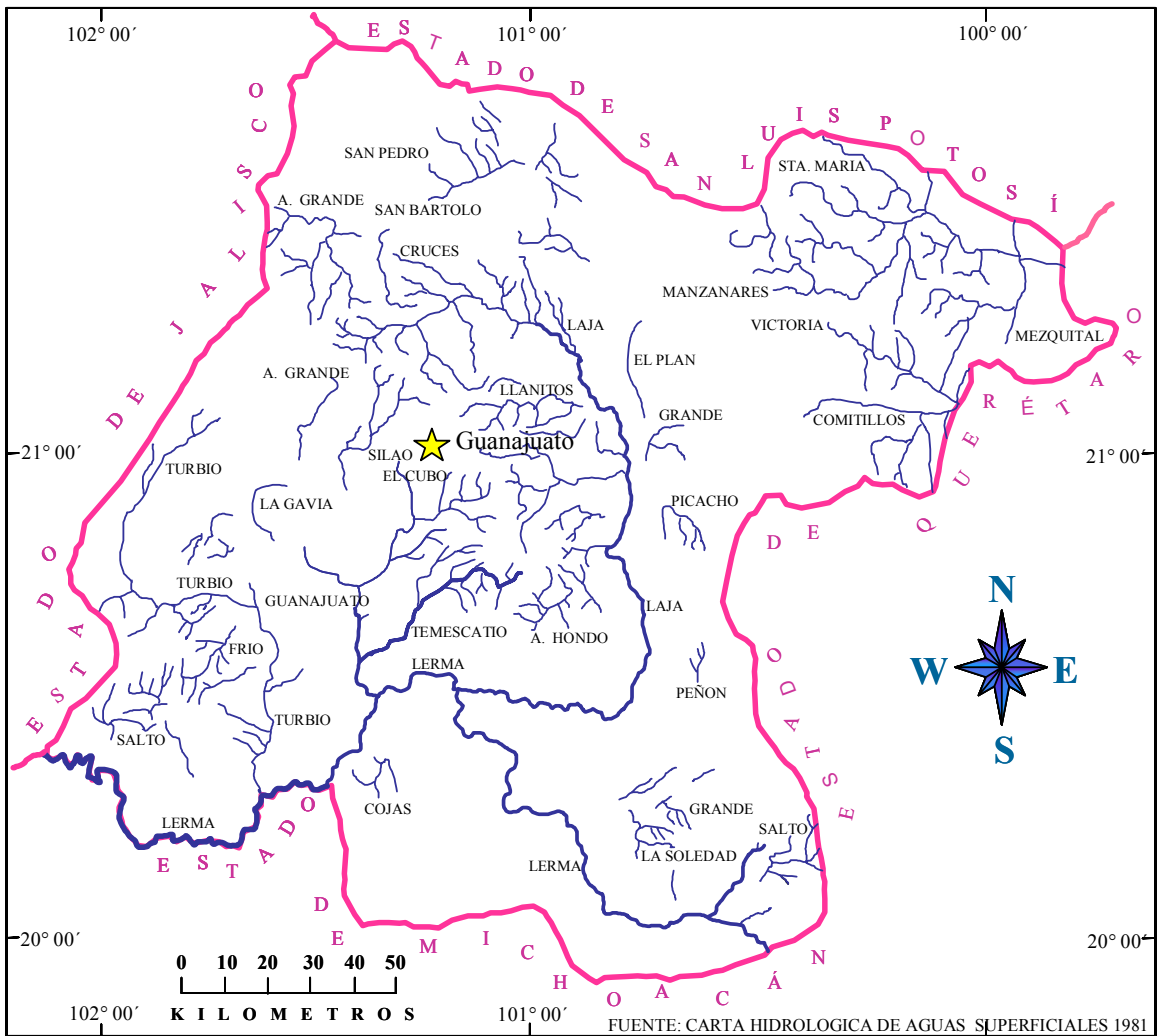 102° 00´
101° 00´
100° 00´
ESTADO DE SAN LUIS POTOSÍ
ESTADO DE JALISCO
SAN PEDRO
STA. MARIA
A. GRANDE
SAN BARTOLO
CRUCES
MANZANARES
LAJA
VICTORIA
MEZQUITAL
EL PLAN
A. GRANDE
LLANITOS
GRANDE
COMITILLOS
Guanajuato
21° 00´
21° 00´
TURBIO
SILAO
EL CUBO
LA GAVIA
PICACHO
ESTADO DE QUERÉTARO
TURBIO
GUANAJUATO
LAJA
TEMESCATIO
A. HONDO
FRIO
LERMA
PEÑON
N
W
E
S
TURBIO
SALTO
COJAS
GRANDE
LERMA
SALTO
LA SOLEDAD
LERMA
ESTADO DE MICHOACÁN
20° 00´
20° 00´
0 10 20 30 40 50
KILOMETROS
102° 00´
101° 00´
FUENTE: CARTA HIDROLOGICA DE AGUAS SUPERFICIALES 1981